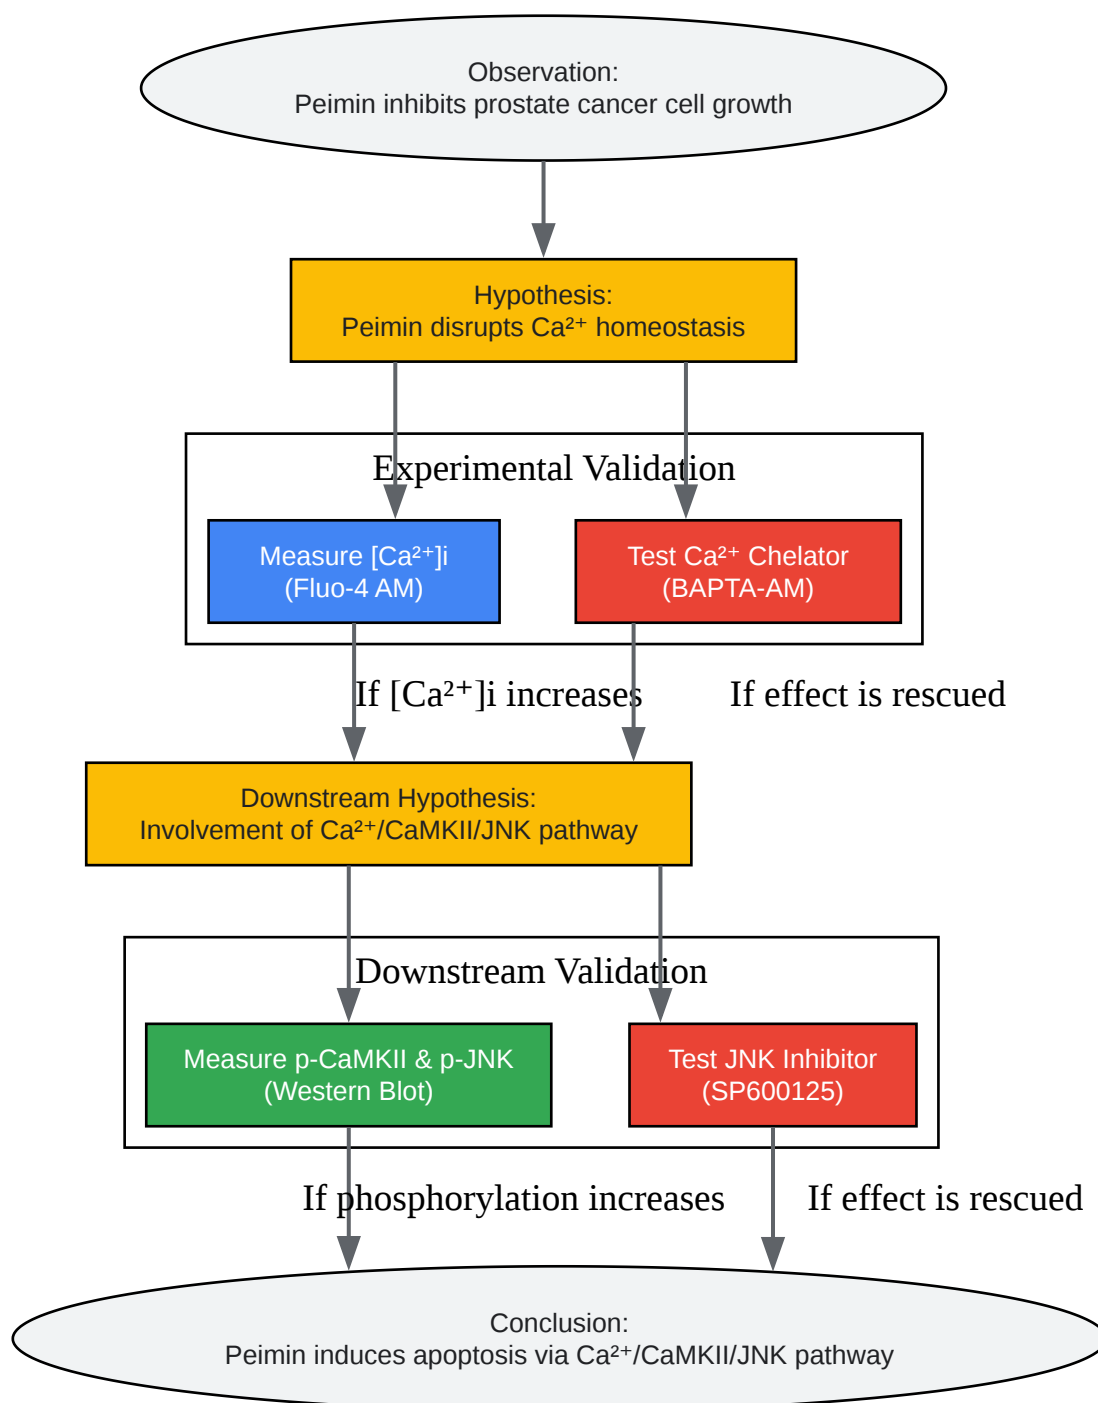 Observation:
Peimin inhibits prostate cancer cell growth
Hypothesis:
Peimin disrupts Ca²⁺ homeostasis
Experimental Validation
Measure [Ca²⁺]i
(Fluo-4 AM)
Test Ca²⁺ Chelator
(BAPTA-AM)
If [Ca²⁺]i increases
If effect is rescued
Downstream Hypothesis:
Involvement of Ca²⁺/CaMKII/JNK pathway
Downstream Validation
Measure p-CaMKII & p-JNK
(Western Blot)
Test JNK Inhibitor
(SP600125)
If phosphorylation increases
If effect is rescued
Conclusion:
Peimin induces apoptosis via Ca²⁺/CaMKII/JNK pathway